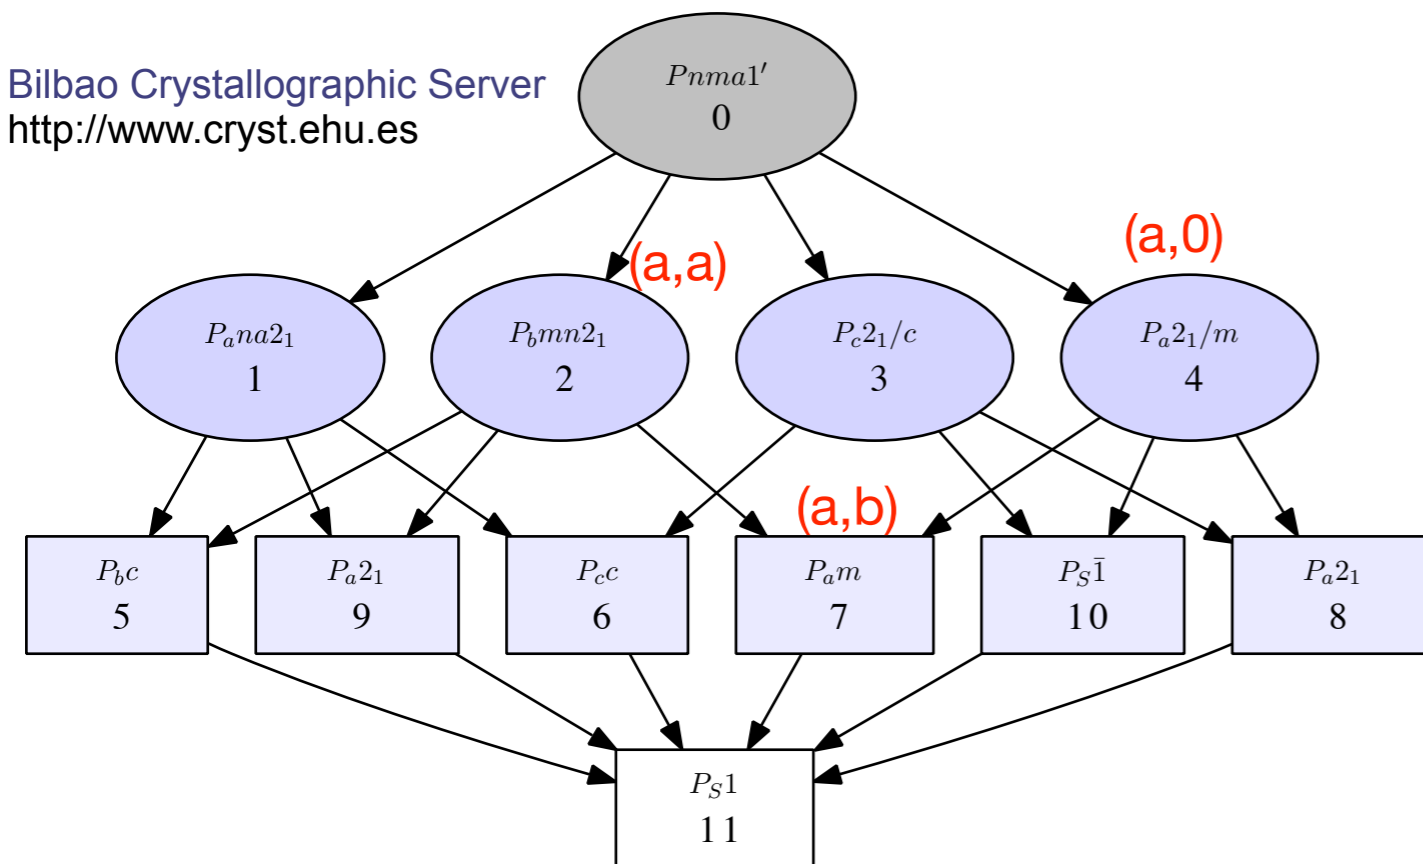 Bilbao Crystallographic Server
http://www.cryst.ehu.es
Pnma1′
0
(a,a)
(a,0)
P_ana2_1
1
P_bmn2_1
2
P_c2_1/c
3
P_a2_1/m
4
(a,b)
P_bc
5
P_a2_1
9
P_cc
6
P_am
7
P_S1̄
10
P_a2_1
8
P_S1
11